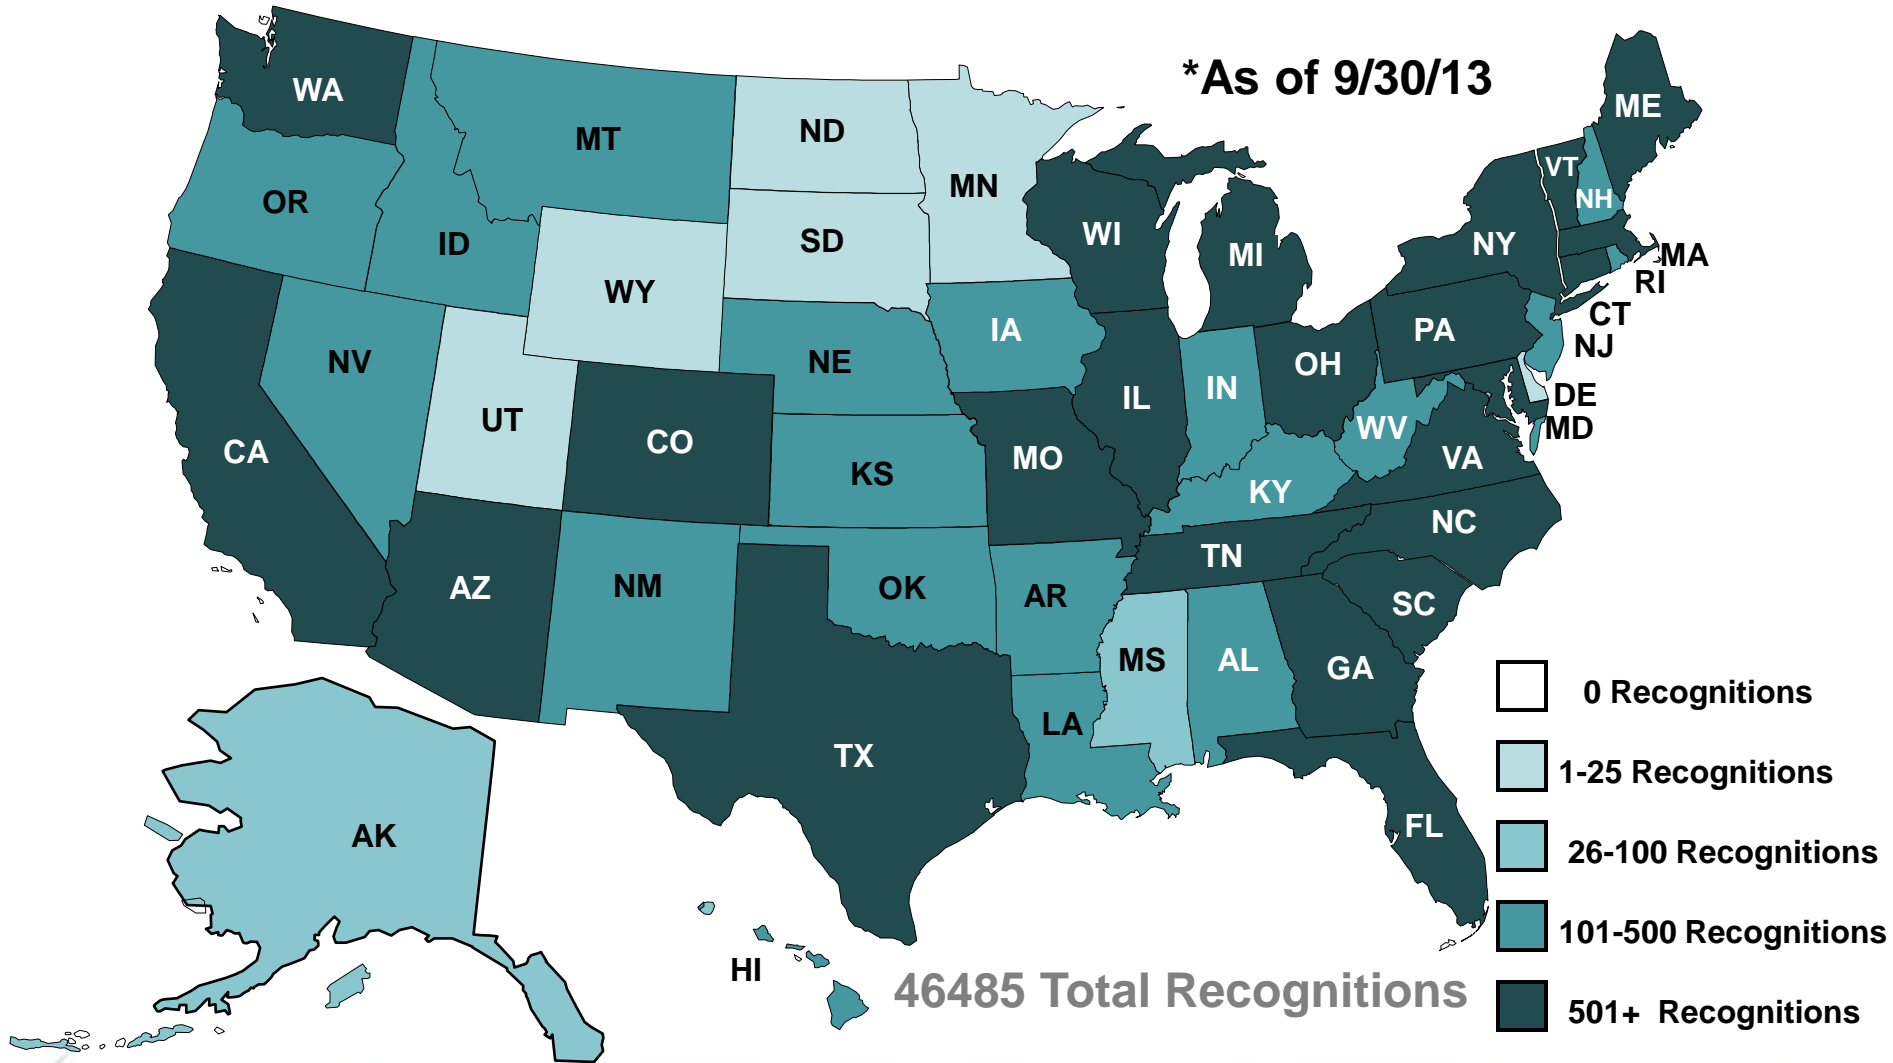 *As of 9/30/13
WA
MT
ND
MN
OR
ID
SD
WY
WI
MI
ME
VT
NH
NY
MA
RI
CT
NJ
PA
IA
NE
NV
UT
CO
CA
KS
MO
IL
IN
OH
WV
DE
MD
VA
KY
NC
TN
SC
AZ
NM
OK
AR
MS
AL
GA
LA
TX
FL
AK
HI
0 Recognitions
1-25 Recognitions
26-100 Recognitions
101-500 Recognitions
501+ Recognitions
46485 Total Recognitions